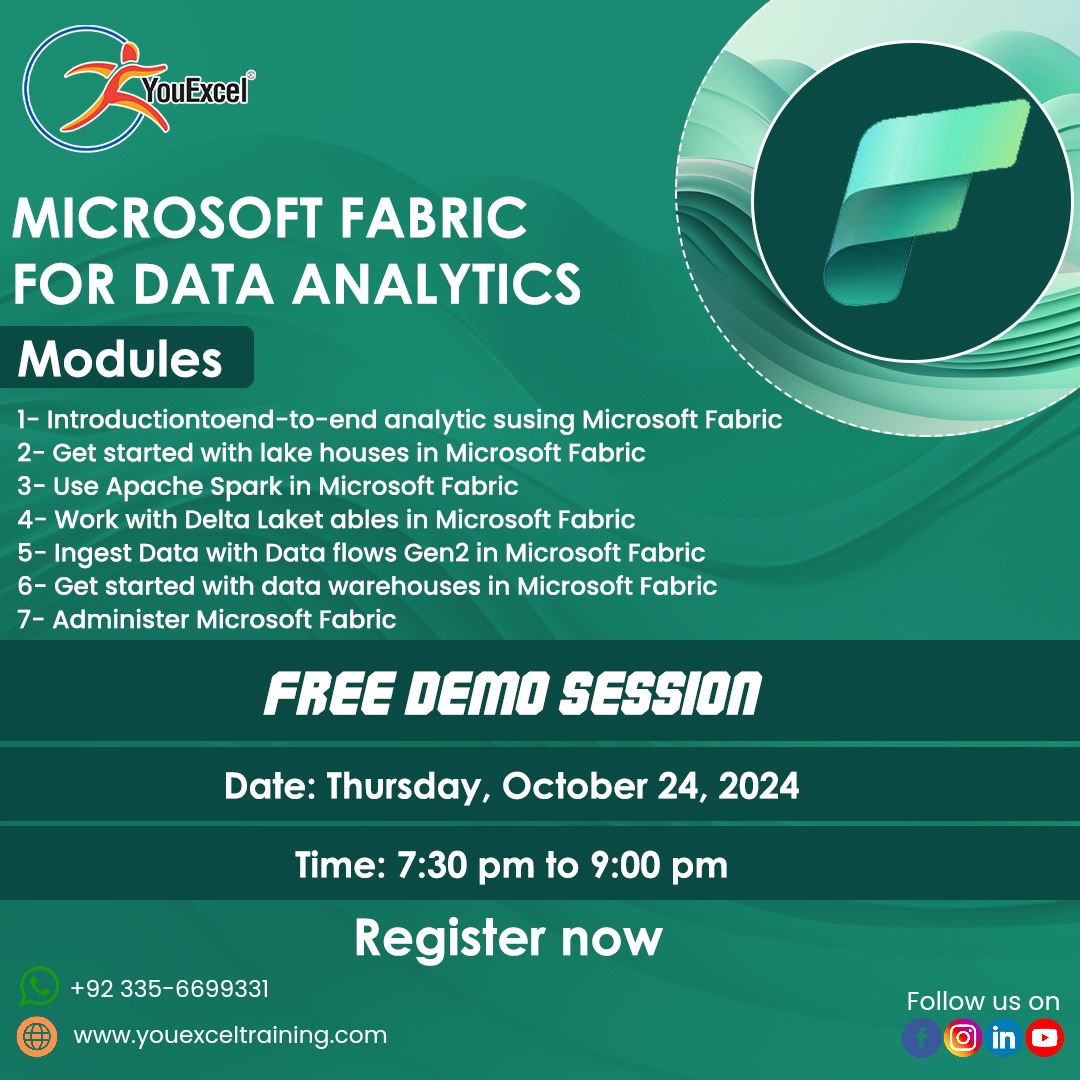 YouExcel©
MICROSOFT FABRIC
FOR DATA ANALYTICS
Modules
1- Introductiontoend-to-end analytic susing Microsoft Fabric
2- Get started with lake houses in Microsoft Fabric
3- Use Apache Spark in Microsoft Fabric
4- Work with Delta Laket ables in Microsoft Fabric
5- Ingest Data with Data flows Gen2 in Microsoft Fabric
6- Get started with data warehouses in Microsoft Fabric
7- Administer Microsoft Fabric
FREE DEMO SESSION
Date: Thursday, October 24, 2024
Time: 7:30 pm to 9:00 pm
Register now
+92 335-6699331
www.youexceltraining.com
Follow us on